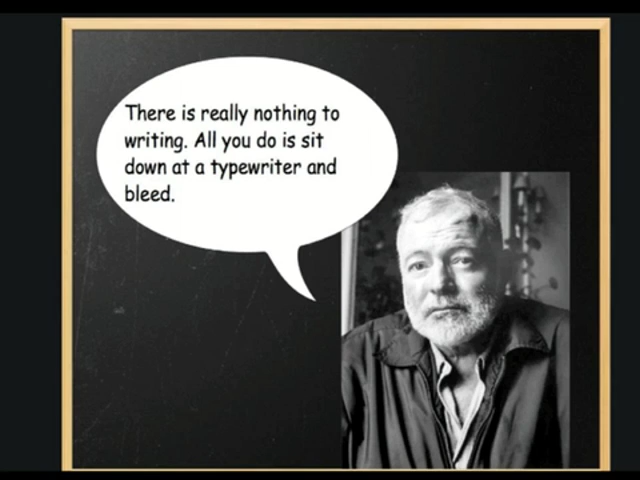 There is really nothing to
writing. All you do is sit
down at a typewriter and
bleed.